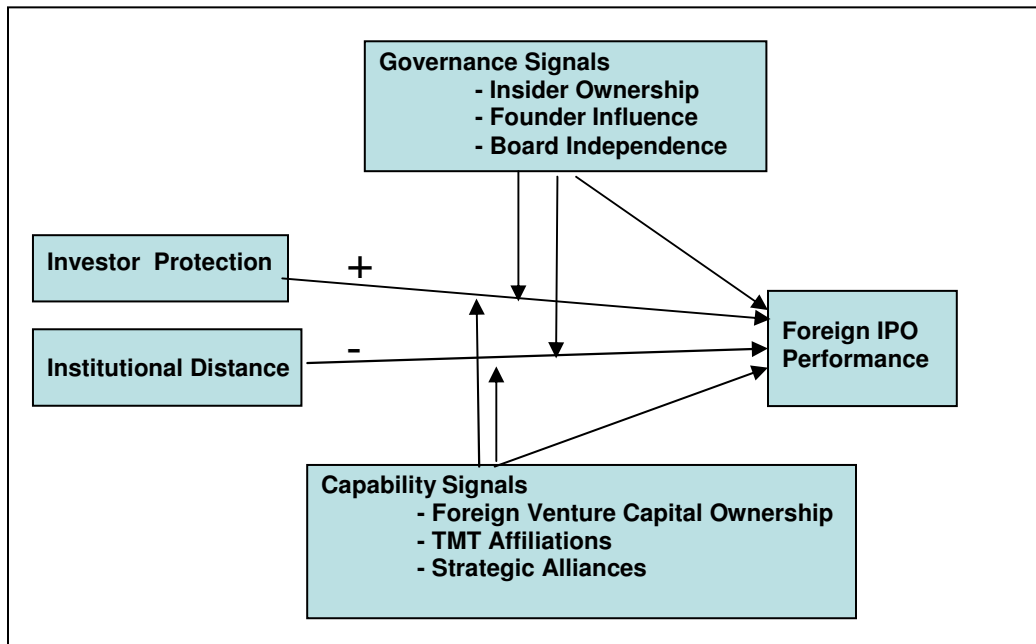 Governance Signals
- Insider Ownership
- Founder Influence
- Board Independence
Investor Protection
+
Institutional Distance
-
Foreign IPO
Performance
Capability Signals
- Foreign Venture Capital Ownership
- TMT Affiliations
- Strategic Alliances